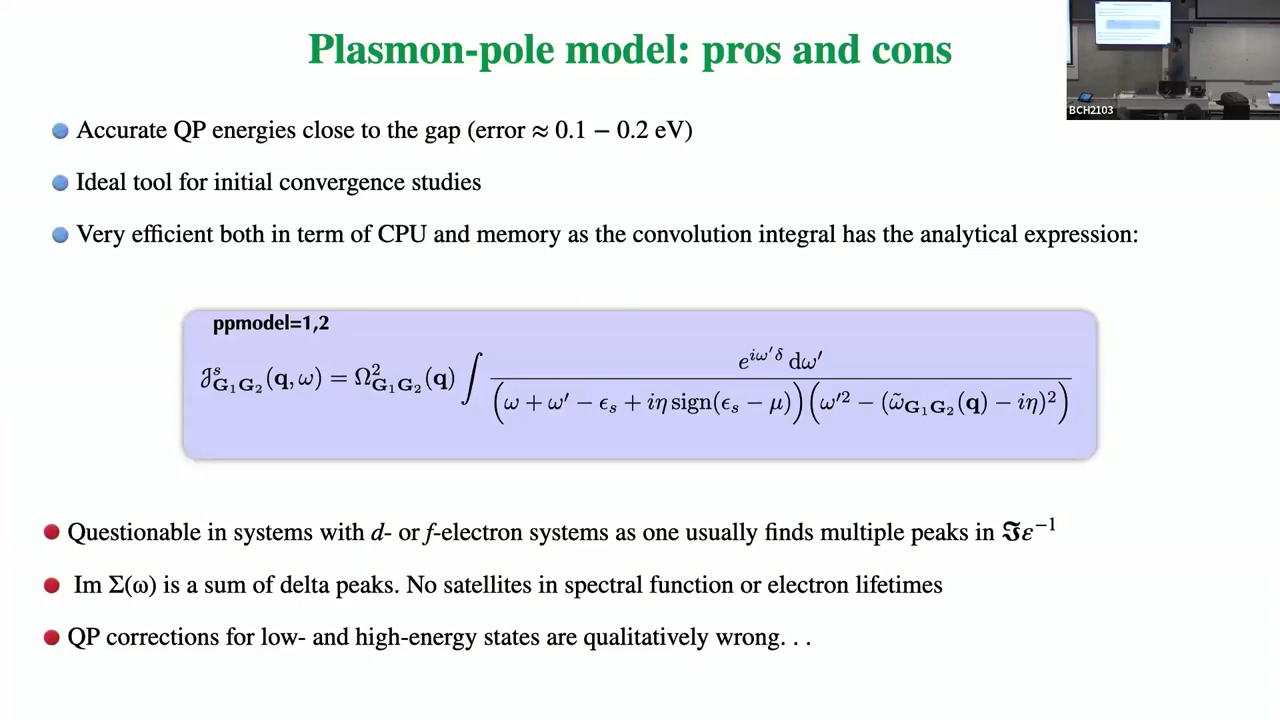 Plasmon-pole model: pros and cons
BCH2103
Accurate QP energies close to the gap (error ≈ 0.1 − 0.2 eV)
Ideal tool for initial convergence studies
Very efficient both in term of CPU and memory as the convolution integral has the analytical expression:
ppmodel=1,2
𝒥^s_{G₁G₂}(q, ω) = Ω²_{G₁G₂}(q) ∫ e^{iω′δ} dω′ / (ω + ω′ − ϵ_s + iη sign(ϵ_s − μ))(ω′² − (ω̃_{G₁G₂}(q) − iη)²)
Questionable in systems with d- or f-electron systems as one usually finds multiple peaks in ℑε⁻¹
Im Σ(ω) is a sum of delta peaks. No satellites in spectral function or electron lifetimes
QP corrections for low- and high-energy states are qualitatively wrong. . .